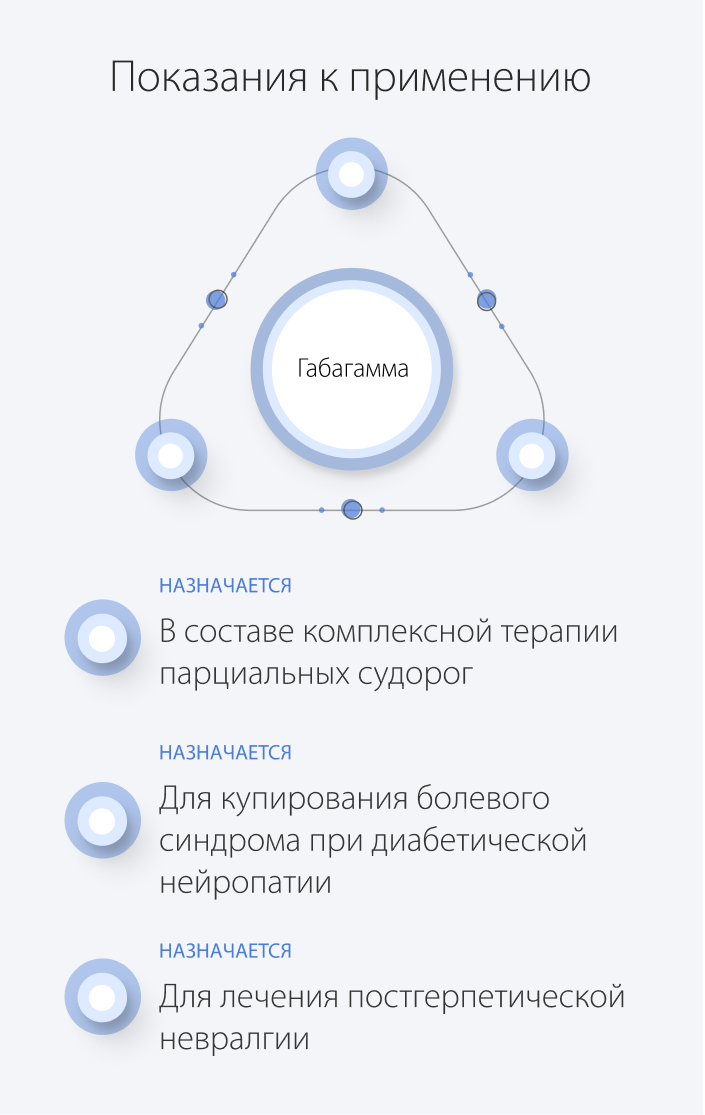 Показания к применению
Габагамма
НАЗНАЧАЕТСЯ
В составе комплексной терапии
парциальных судорог
НАЗНАЧАЕТСЯ
Для купирования болевого
синдрома при диабетической
нейропатии
НАЗНАЧАЕТСЯ
Для лечения постгерпетической
невралгии